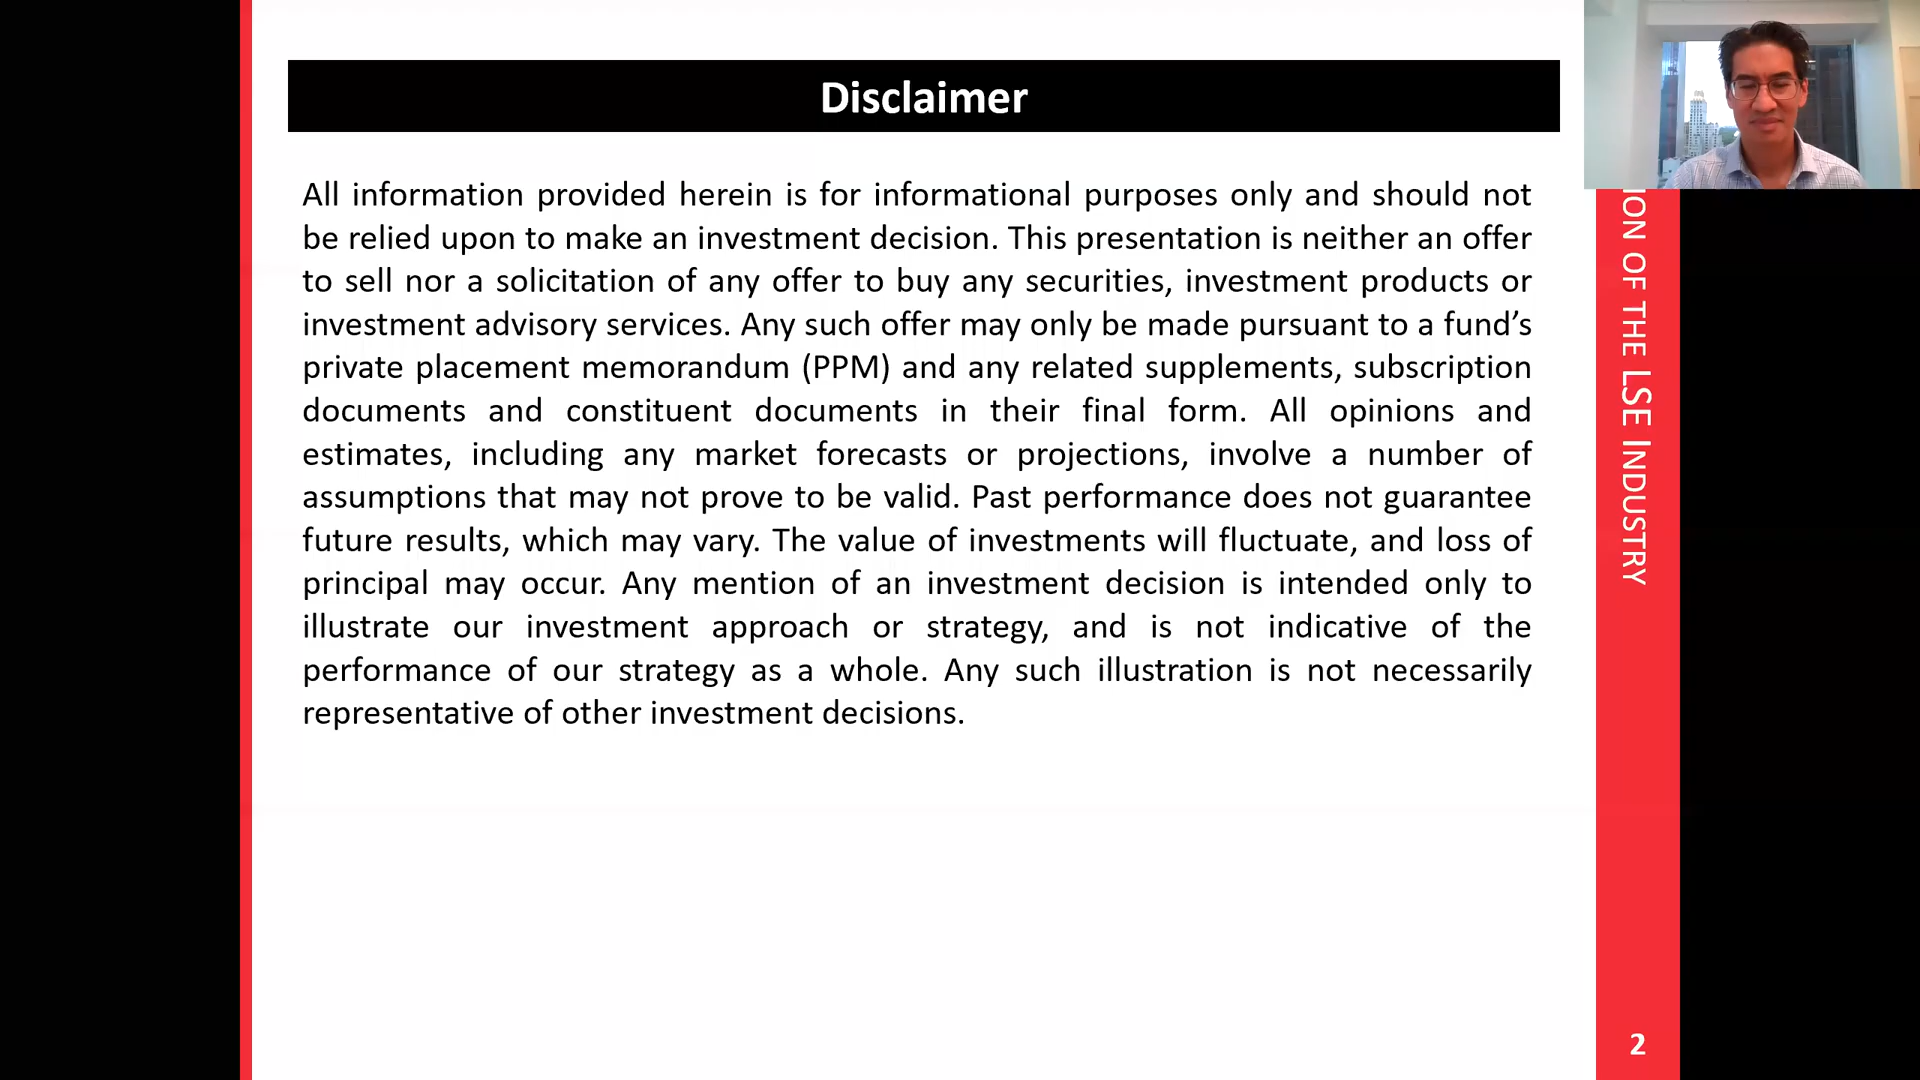 Disclaimer
All information provided herein is for informational purposes only and should not
be relied upon to make an investment decision. This presentation is neither an offer
to sell nor a solicitation of any offer to buy any securities, investment products or
investment advisory services. Any such offer may only be made pursuant to a fund’s
private placement memorandum (PPM) and any related supplements, subscription
documents and constituent documents in their final form. All opinions and
estimates, including any market forecasts or projections, involve a number of
assumptions that may not prove to be valid. Past performance does not guarantee
future results, which may vary. The value of investments will fluctuate, and loss of
principal may occur. Any mention of an investment decision is intended only to
illustrate our investment approach or strategy, and is not indicative of the
performance of our strategy as a whole. Any such illustration is not necessarily
representative of other investment decisions.
OF THE LSE INDUSTRY
2